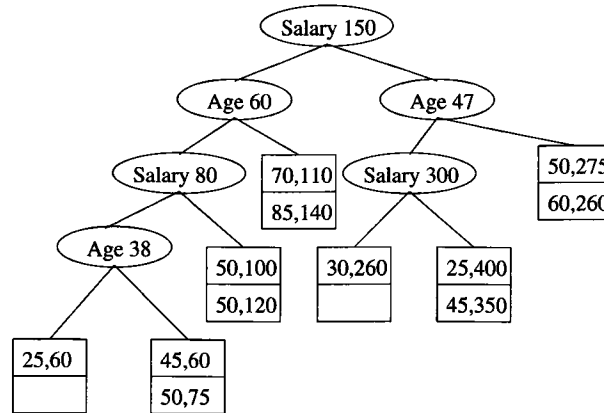 Salary 150
Age 60
Age 47
Salary 80
70,110
85,140
Salary 300
50,275
60,260
Age 38
50,100
50,120
30,260
25,400
45,350
25,60
45,60
50,75